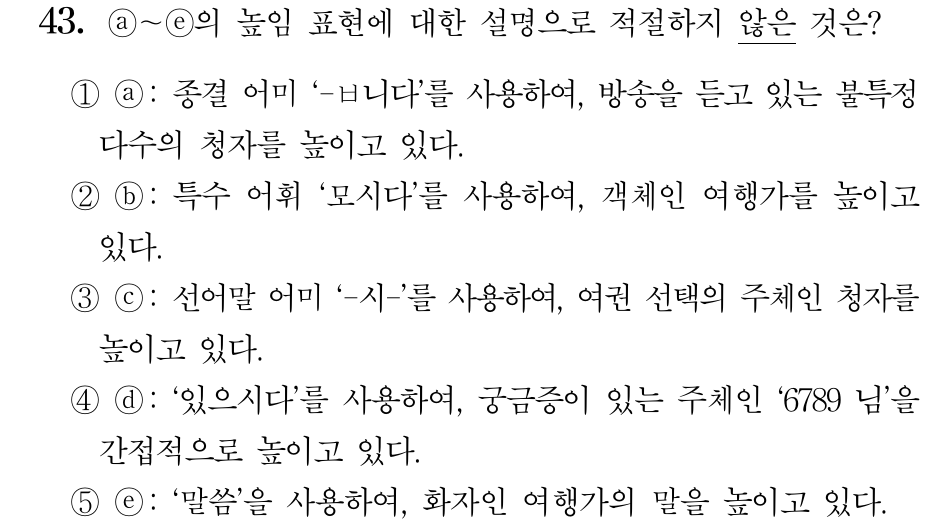 43. ⓐ~ⓔ의 높임 표현에 대한 설명으로 적절하지 않은 것은?
① ⓐ: 종결 어미 ‘-ㅂ니다’를 사용하여, 방송을 듣고 있는 불특정
다수의 청자를 높이고 있다.
② ⓑ: 특수 어휘 ‘모시다’를 사용하여, 객체인 여행가를 높이고
있다.
③ ⓒ: 선어말 어미 ‘-시-’를 사용하여, 여권 선택의 주체인 청자를
높이고 있다.
④ ⓓ: ‘있으시다’를 사용하여, 궁금증이 있는 주체인 ‘6789 님’을
간접적으로 높이고 있다.
⑤ ⓔ: ‘말씀’을 사용하여, 화자인 여행가의 말을 높이고 있다.